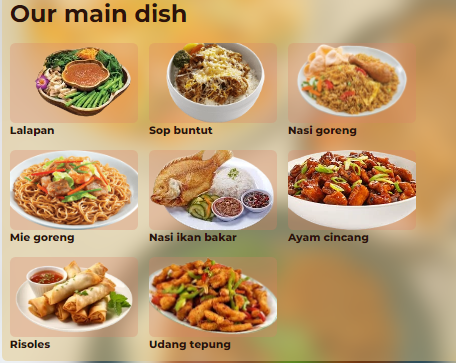 Our main dish
Lalapan
Sop buntut
Nasi goreng
Mie goreng
Nasi ikan bakar
Ayam cincang
Risoles
Udang tepung